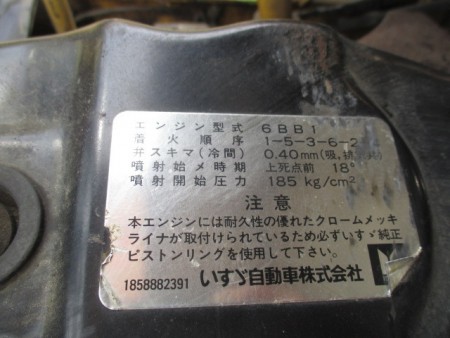 エンジン型式 6BB1
着火順序 1-5-3-6-2
弁スキマ(冷間) 0.40mm(吸,排
噴射始メ時期 上死点前 18°
噴射開始圧力 185 kg/cm²
注意
本エンジンには耐久性の優れたクロームメッキ
ライナが取付けられているため必ずいすゞ純正
ピストンリングを使用して下さい。
1858882391 いすゞ自動車株式会社